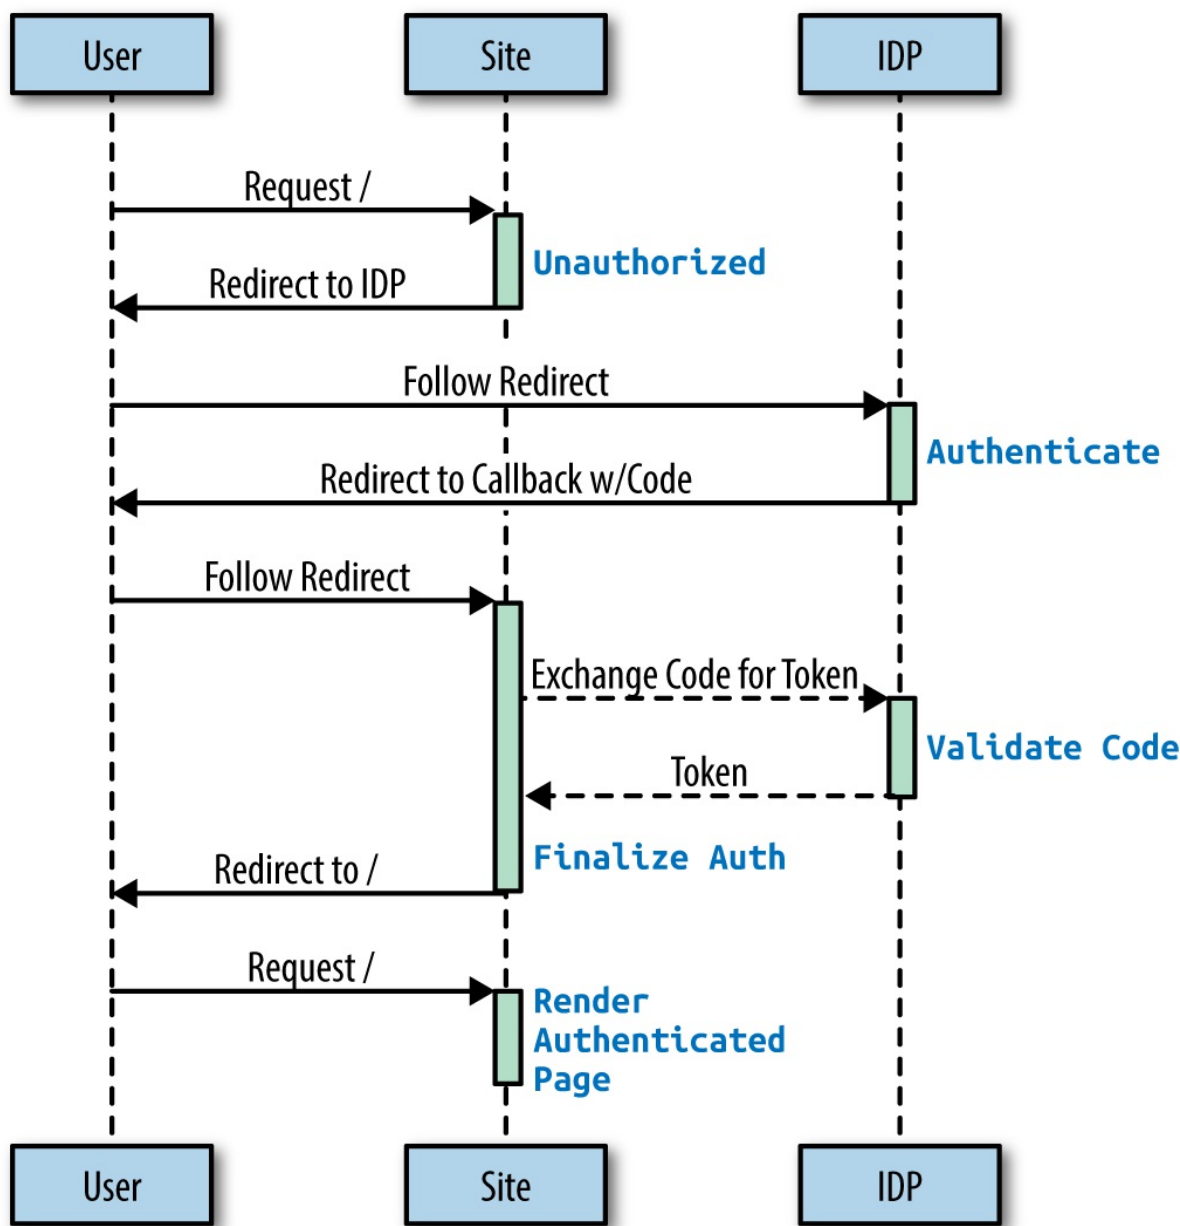 User
Site
IDP
Request /
Unauthorized
Redirect to IDP
Follow Redirect
Authenticate
Redirect to Callback w/Code
Follow Redirect
Exchange Code for Token
Validate Code
Token
Finalize Auth
Redirect to /
Request /
Render
Authenticated
Page
User
Site
IDP